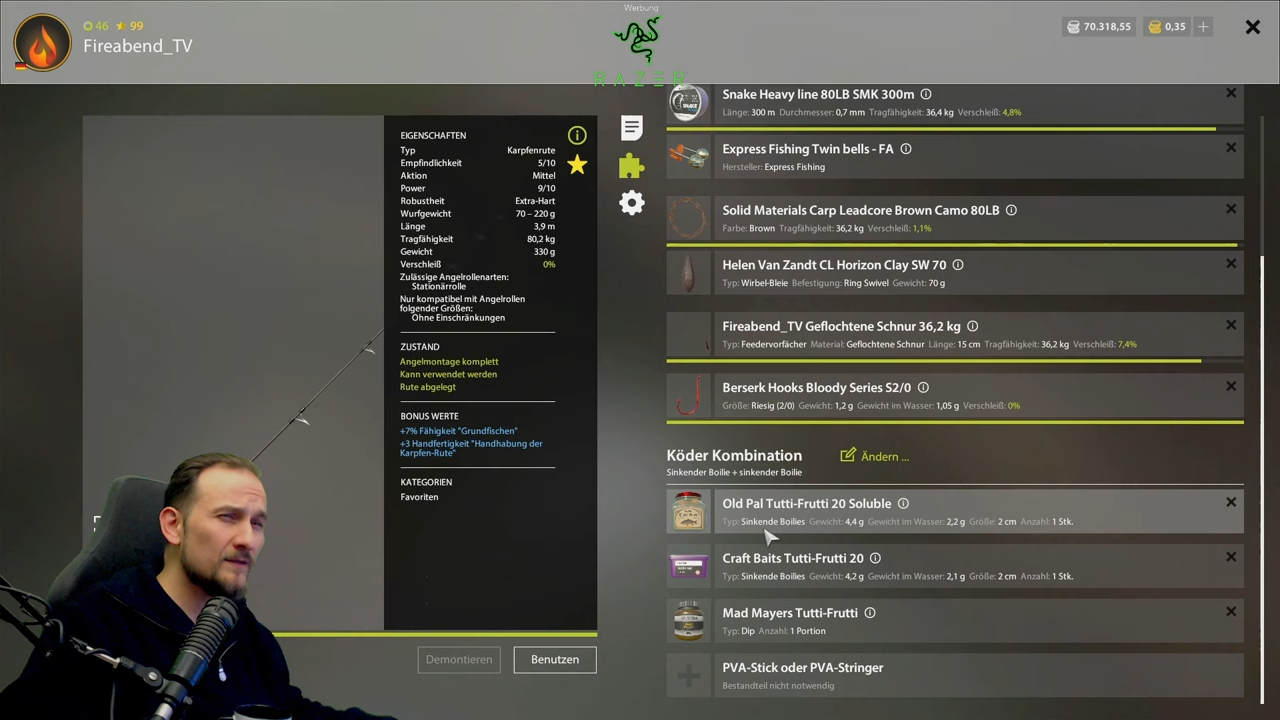 Werbung
46 99
Fireabend_TV
RAZER
70.318,55
0,35
EIGENSCHAFTEN
Typ Karpfenrute
Empfindlichkeit 5/10
Aktion Mittel
Power 9/10
Robustheit Extra-Hart
Wurfgewicht 70 – 220 g
Länge 3,9 m
Tragfähigkeit 80,2 kg
Gewicht 330 g
Verschleiß 0%
Zulässige Angelrollenarten:
Stationärrolle
Nur kompatibel mit Angelrollen
folgender Größen:
Ohne Einschränkungen
ZUSTAND
Angelmontage komplett
Kann verwendet werden
Rute abgelegt
BONUS WERTE
+7% Fähigkeit "Grundfischen"
+3 Handfertigkeit "Handhabung der
Karpfen-Rute"
KATEGORIEN
Favoriten
Demontieren
Benutzen
Snake Heavy line 80LB SMK 300m
Länge: 300 m Durchmesser: 0,7 mm Tragfähigkeit: 36,4 kg Verschleiß: 4,8%
Express Fishing Twin bells - FA
Hersteller: Express Fishing
Solid Materials Carp Leadcore Brown Camo 80LB
Farbe: Brown Tragfähigkeit: 36,2 kg Verschleiß: 1,1%
Helen Van Zandt CL Horizon Clay SW 70
Typ: Wirbel-Bleie Befestigung: Ring Swivel Gewicht: 70 g
Fireabend_TV Geflochtene Schnur 36,2 kg
Typ: Feedervorfächer Material: Geflochtene Schnur Länge: 15 cm Tragfähigkeit: 36,2 kg Verschleiß: 7,4%
Berserk Hooks Bloody Series S2/0
Größe: Riesig (2/0) Gewicht: 1,2 g Gewicht im Wasser: 1,05 g Verschleiß: 0%
Köder Kombination
Ändern ...
Sinkender Boilie + sinkender Boilie
Old Pal Tutti-Frutti 20 Soluble
Typ: Sinkende Boilies Gewicht: 4,4 g Gewicht im Wasser: 2,2 g Größe: 2 cm Anzahl: 1 Stk.
Craft Baits Tutti-Frutti 20
Typ: Sinkende Boilies Gewicht: 4,2 g Gewicht im Wasser: 2,1 g Größe: 2 cm Anzahl: 1 Stk.
Mad Mayers Tutti-Frutti
Typ: Dip Anzahl: 1 Portion
PVA-Stick oder PVA-Stringer
Bestandteil nicht notwendig